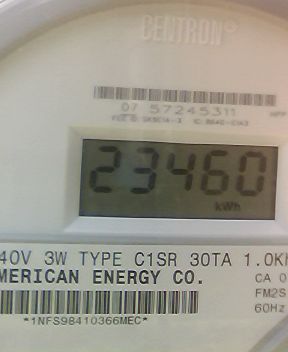 CENTRON®
07 57245311
23460
kWh
40V 3W TYPE C1SR 30TA 1.0K
MERICAN ENERGY CO. CA 0
FM2S
60Hz
*1NFS98410366MEC*